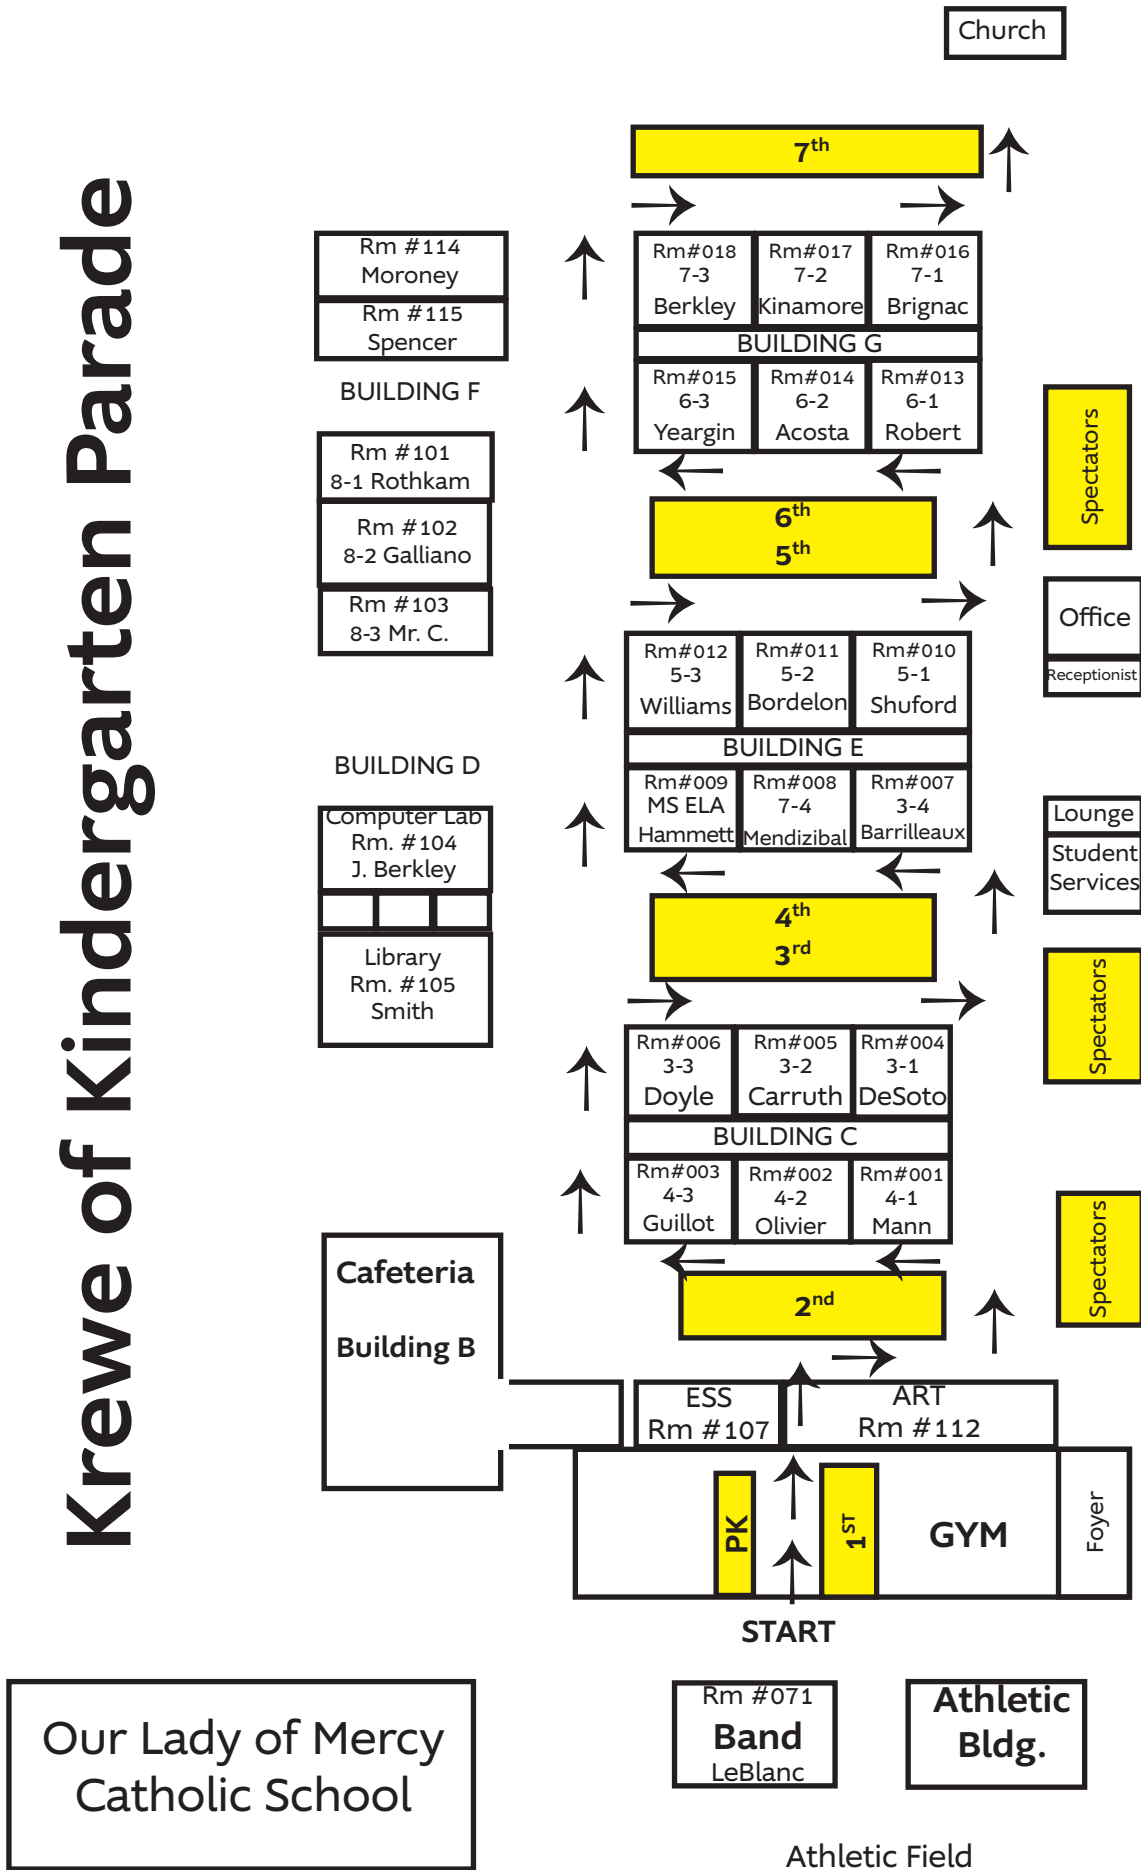 Krewe of Kindergarten Parade
Church
7th
Rm #114
Moroney
Rm #115
Spencer
BUILDING F
Rm #101
8-1 Rothkam
Rm #102
8-2 Galliano
Rm #103
8-3 Mr. C.
Rm#018
7-3
Berkley
Rm#017
7-2
Kinamore
Rm#016
7-1
Brignac
BUILDING G
Rm#015
6-3
Yeargin
Rm#014
6-2
Acosta
Rm#013
6-1
Robert
Spectators
6th
5th
Office
Receptionist
Rm#012
5-3
Williams
Rm#011
5-2
Bordelon
Rm#010
5-1
Shuford
BUILDING E
Rm#009
MS ELA
Hammett
Rm#008
7-4
Mendizibal
Rm#007
3-4
Barrilleaux
BUILDING D
Computer Lab
Rm. #104
J. Berkley
Library
Rm. #105
Smith
Lounge
Student
Services
4th
3rd
Spectators
Rm#006
3-3
Doyle
Rm#005
3-2
Carruth
Rm#004
3-1
DeSoto
BUILDING C
Rm#003
4-3
Guillot
Rm#002
4-2
Olivier
Rm#001
4-1
Mann
Spectators
Cafeteria
Building B
2nd
ESS
Rm #107
ART
Rm #112
PK
1ST
GYM
Foyer
START
Rm #071
Band
LeBlanc
Athletic
Bldg.
Our Lady of Mercy
Catholic School
Athletic Field